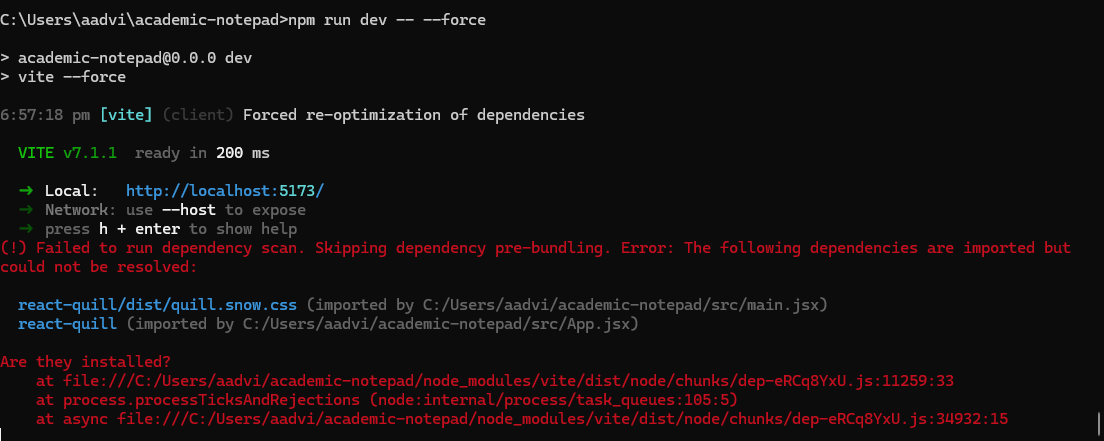 C:\Users\aadvi\academic-notepad>npm run dev -- --force
> academic-notepad@0.0.0 dev
> vite --force
6:57:18 pm [vite] (client) Forced re-optimization of dependencies
VITE v7.1.1  ready in 200 ms
➜ Local:   http://localhost:5173/
➜ Network: use --host to expose
➜ press h + enter to show help
(!) Failed to run dependency scan. Skipping dependency pre-bundling. Error: The following dependencies are imported but
could not be resolved:
react-quill/dist/quill.snow.css (imported by C:/Users/aadvi/academic-notepad/src/main.jsx)
react-quill (imported by C:/Users/aadvi/academic-notepad/src/App.jsx)
Are they installed?
at file:///C:/Users/aadvi/academic-notepad/node_modules/vite/dist/node/chunks/dep-eRCq8YxU.js:11259:33
at process.processTicksAndRejections (node:internal/process/task_queues:105:5)
at async file:///C:/Users/aadvi/academic-notepad/node_modules/vite/dist/node/chunks/dep-eRCq8YxU.js:34932:15